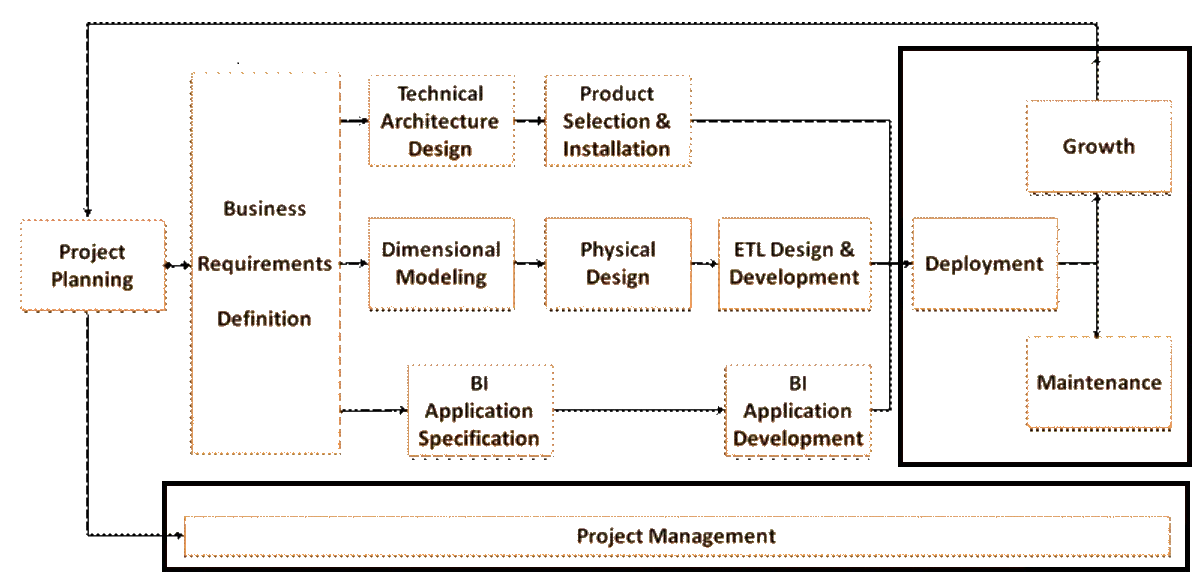 Project
Planning
Business
Requirements
Definition
Technical
Architecture
Design
Product
Selection &
Installation
Dimensional
Modeling
Physical
Design
ETL Design &
Development
BI
Application
Specification
BI
Application
Development
Deployment
Growth
Maintenance
Project Management